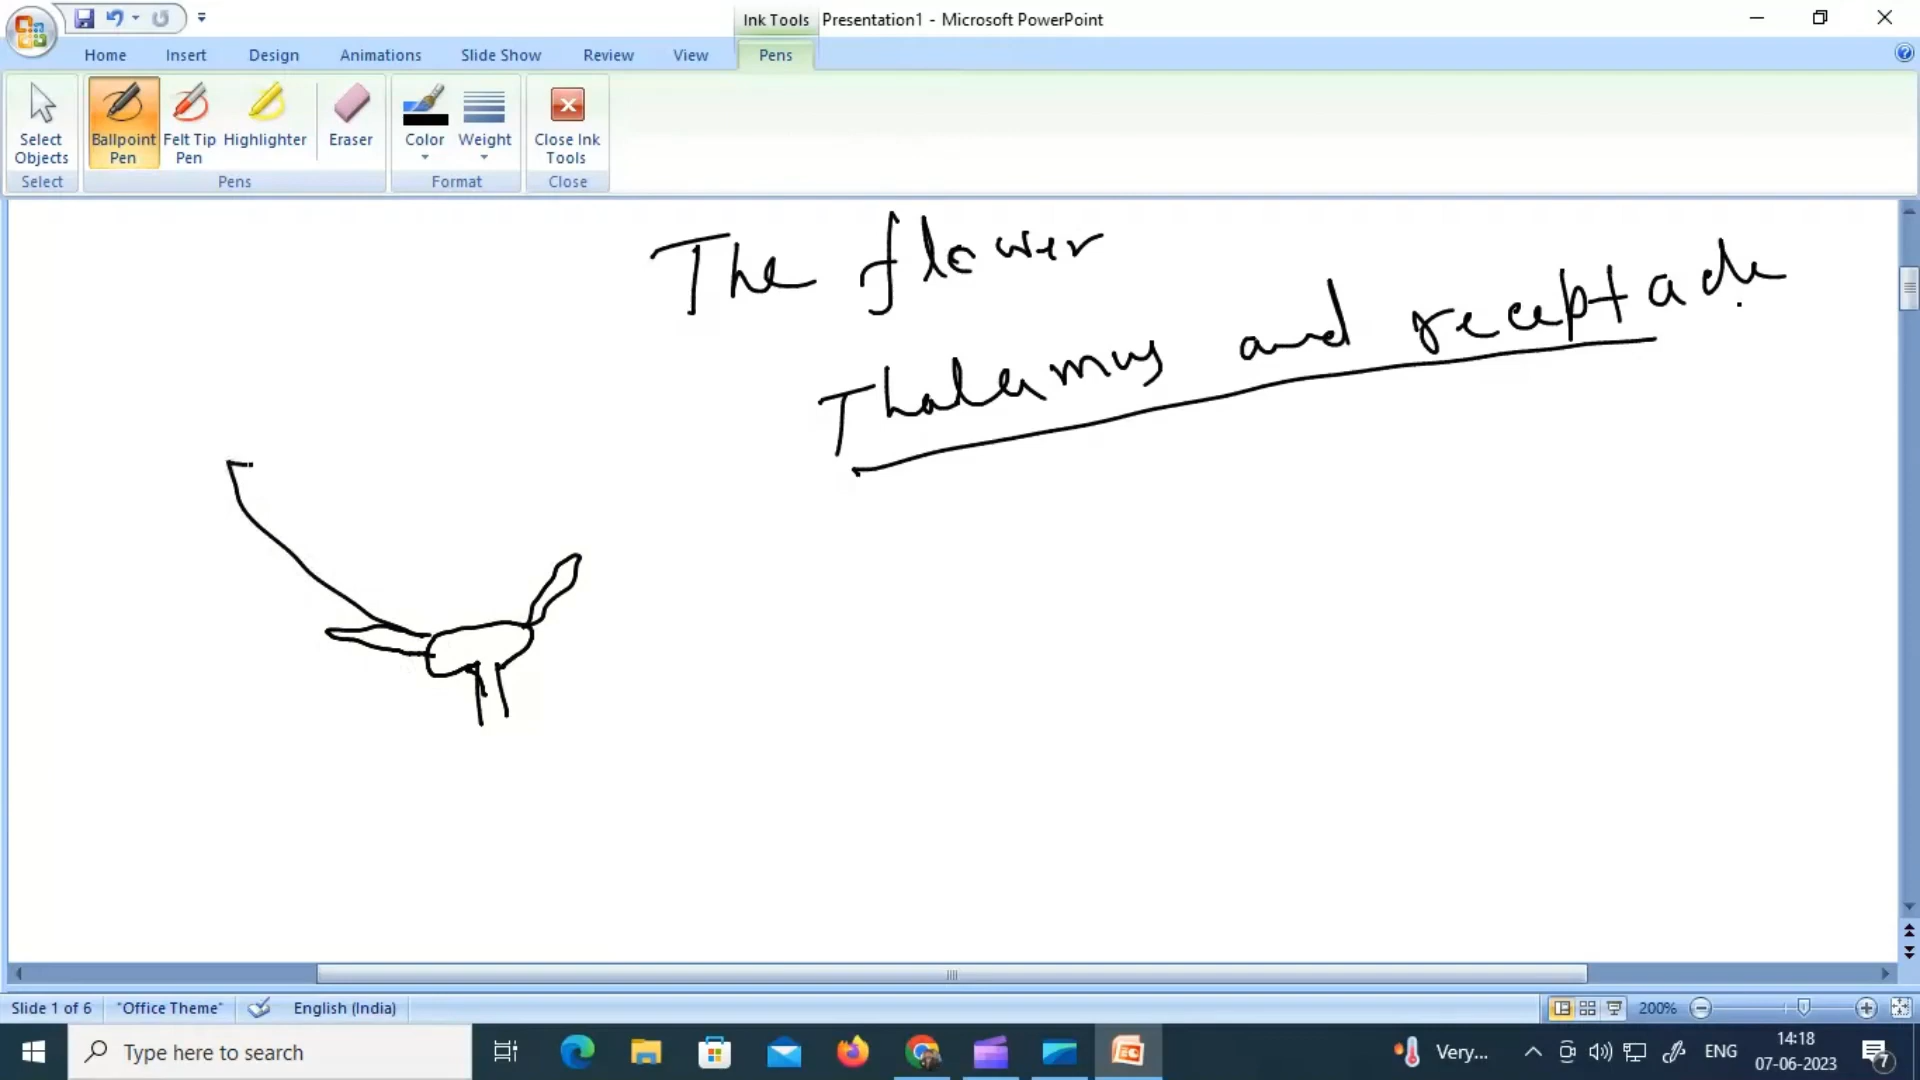 Ink Tools Presentation1 - Microsoft PowerPoint
Home Insert Design Animations Slide Show Review View Pens
Select Objects Ballpoint Pen Felt Tip Pen Highlighter Eraser Color Weight Close Ink Tools
Select Pens Format Close
The flower
Thalamus and receptacle
Slide 1 of 6 "Office Theme" English (India) 200%
Type here to search Very... ENG 14:18
07-06-2023 7